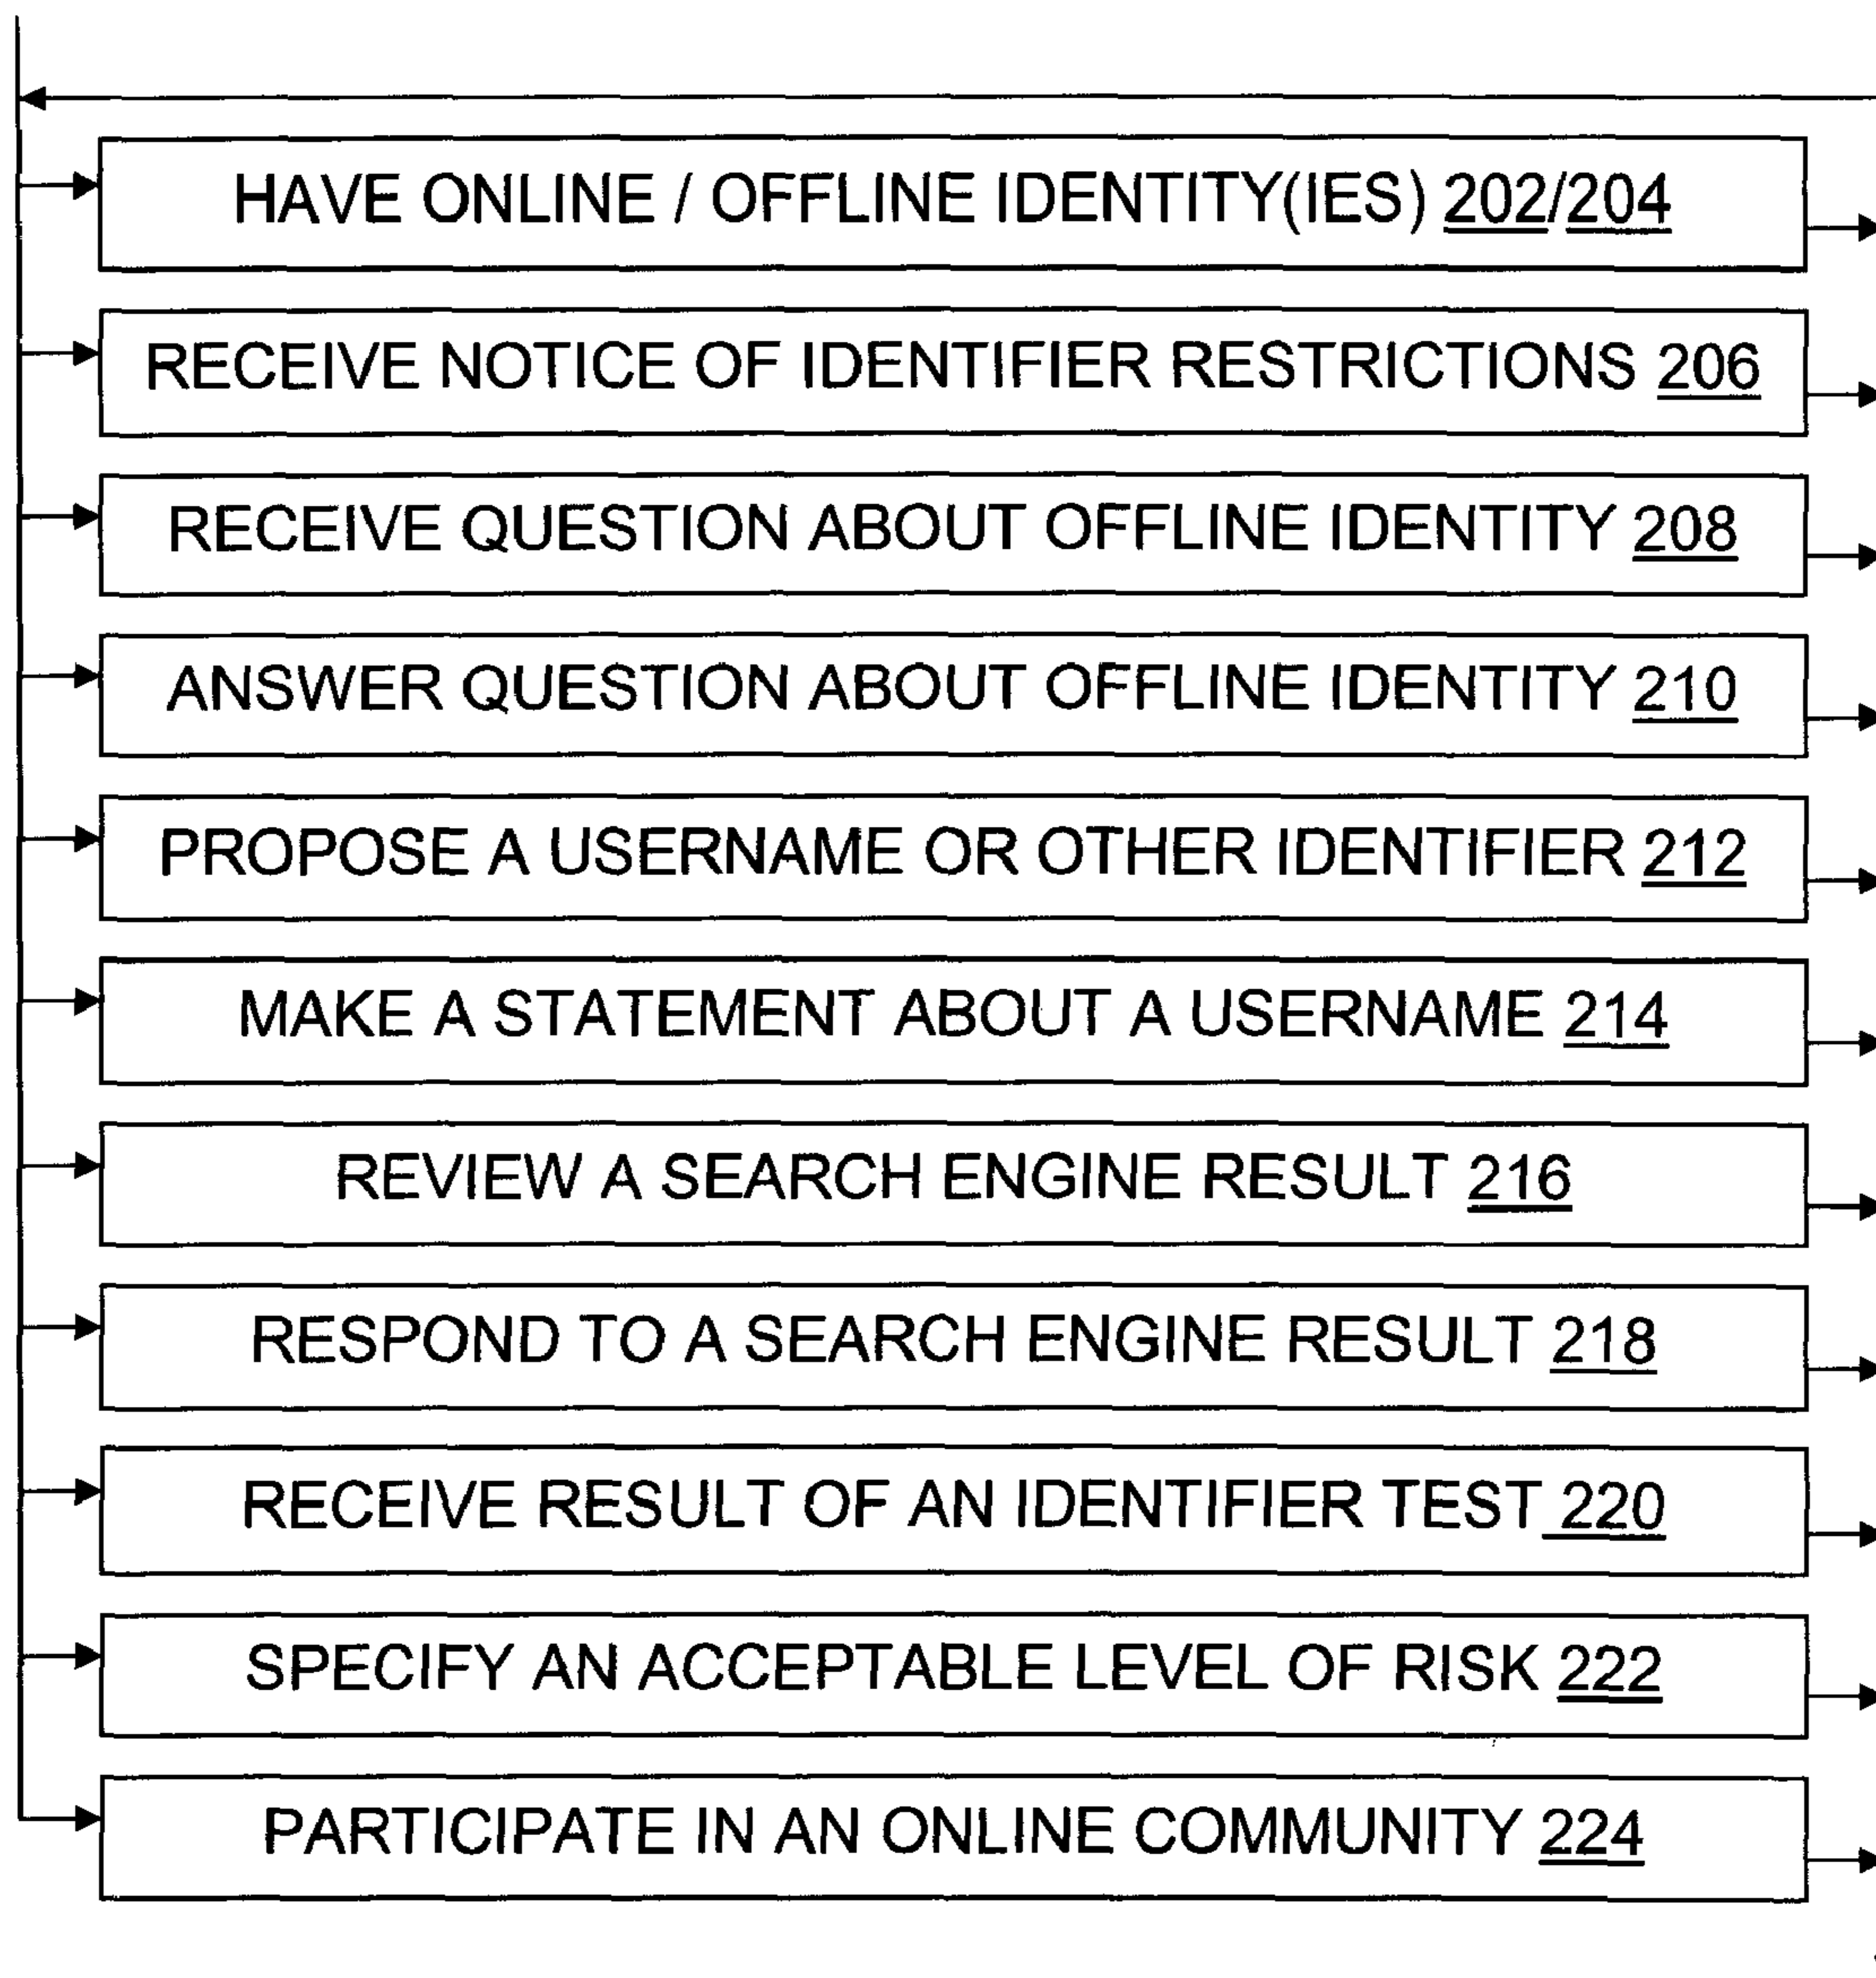 HAVE ONLINE / OFFLINE IDENTITY(IES) 202/204
RECEIVE NOTICE OF IDENTIFIER RESTRICTIONS 206
RECEIVE QUESTION ABOUT OFFLINE IDENTITY 208
ANSWER QUESTION ABOUT OFFLINE IDENTITY 210
PROPOSE A USERNAME OR OTHER IDENTIFIER 212
MAKE A STATEMENT ABOUT A USERNAME 214
REVIEW A SEARCH ENGINE RESULT 216
RESPOND TO A SEARCH ENGINE RESULT 218
RECEIVE RESULT OF AN IDENTIFIER TEST 220
SPECIFY AN ACCEPTABLE LEVEL OF RISK 222
PARTICIPATE IN AN ONLINE COMMUNITY 224